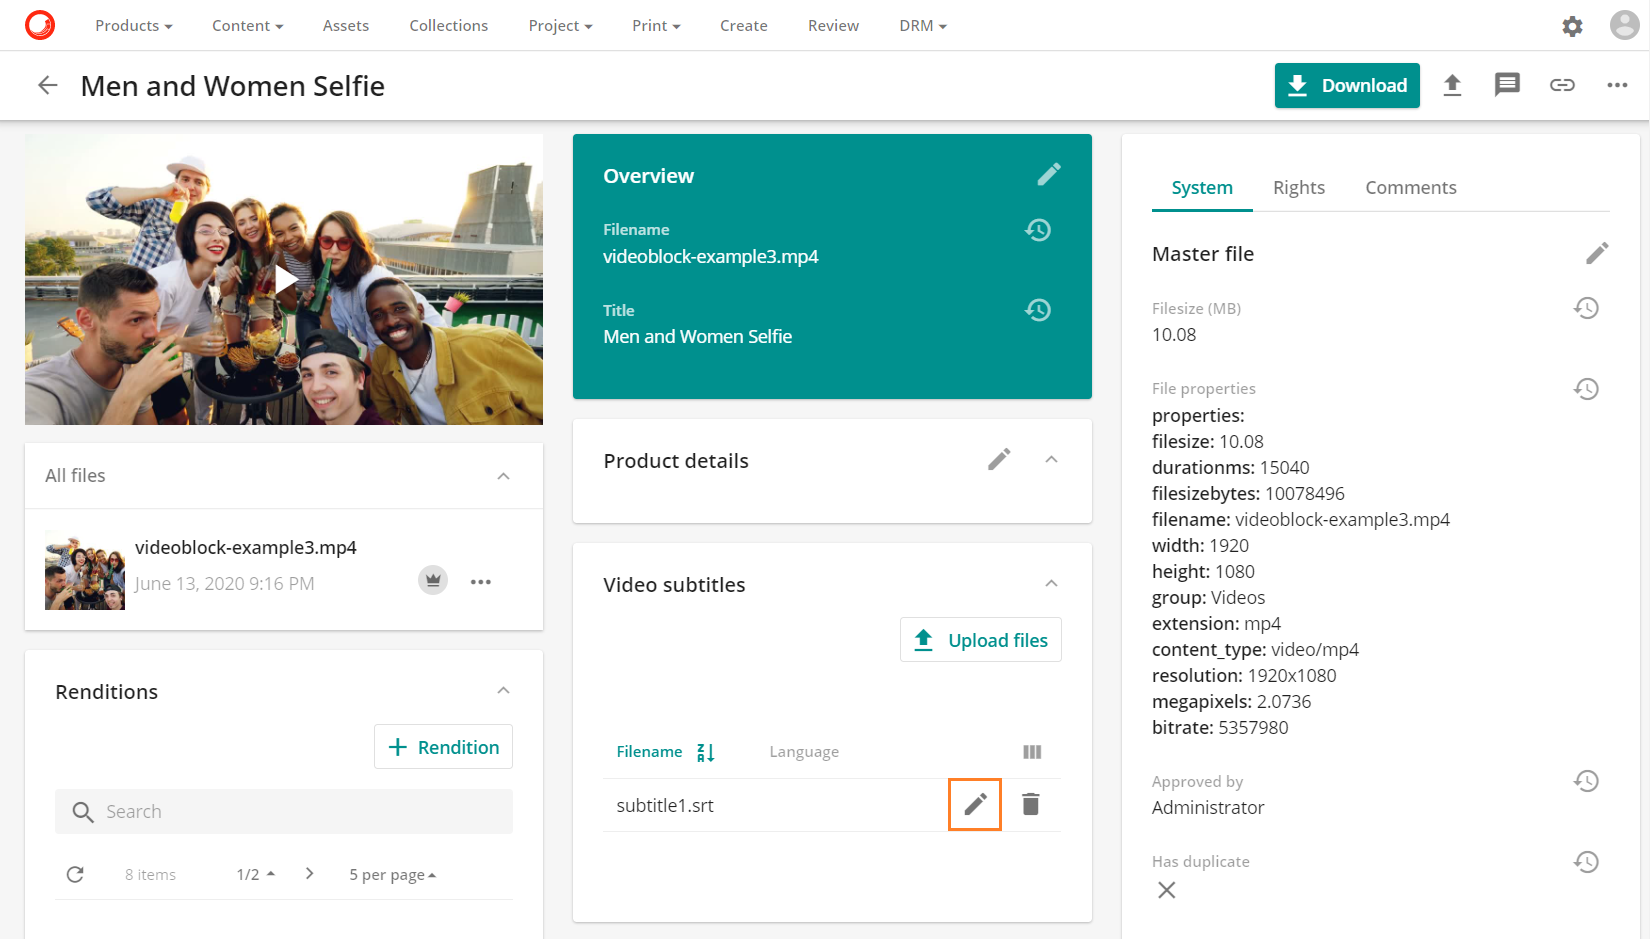 Products Content Assets Collections Project Print Create Review DRM
Men and Women Selfie
Download
All files
videoblock-example3.mp4
June 13, 2020 9:16 PM
Renditions
Rendition
Search
8 items 1/2 5 per page
Overview
Filename
videoblock-example3.mp4
Title
Men and Women Selfie
Product details
Video subtitles
Upload files
Filename Language
subtitle1.srt
System Rights Comments
Master file
Filesize (MB)
10.08
File properties
properties:
filesize: 10.08
durationms: 15040
filesizebytes: 10078496
filename: videoblock-example3.mp4
width: 1920
height: 1080
group: Videos
extension: mp4
content_type: video/mp4
resolution: 1920x1080
megapixels: 2.0736
bitrate: 5357980
Approved by
Administrator
Has duplicate